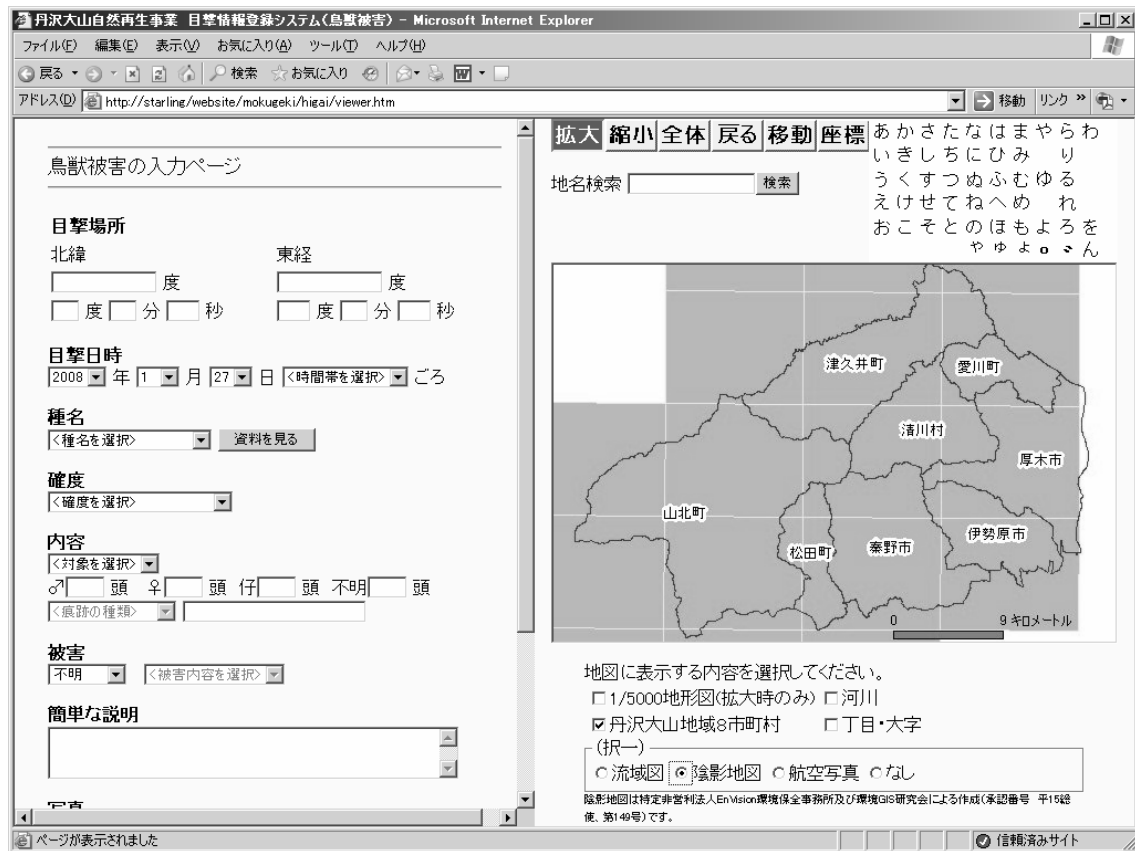 丹沢大山自然再生事業 目撃情報登録システム(鳥獣被害) - Microsoft Internet Explorer
ファイル(F) 編集(E) 表示(V) お気に入り(A) ツール(T) ヘルプ(H)
戻る 検索 お気に入り
アドレス(D) http://starling/website/mokugeki/higai/viewer.htm 移動 リンク »
鳥獣被害の入力ページ
目撃場所
北緯 東経
度 度
度 分 秒 度 分 秒
目撃日時
2008 年 1 月 27 日 <時間帯を選択> ごろ
種名
<種名を選択> 資料を見る
確度
<確度を選択>
内容
<対象を選択>
♂ 頭 ♀ 頭 仔 頭 不明 頭
<痕跡の種類>
被害
不明 <被害内容を選択>
簡単な説明
写真
拡大 縮小 全体 戻る 移動 座標
地名検索 検索
あかさたなはまやらわ
いきしちにひみ り
うくすつぬふむゆる
えけせてねへめ れ
おこそとのほもよろを
ゃゅょ。゛ん
津久井町
愛川町
清川村
厚木市
山北町
松田町
秦野市
伊勢原市
0 9 キロメートル
地図に表示する内容を選択してください。
1/5000地形図(拡大時のみ) 河川
丹沢大山地域8市町村 丁目・大字
(択一)
流域図 陰影地図 航空写真 なし
陰影地図は特定非営利法人EnVision環境保全事務所及び環境GIS研究会による作成(承認番号 平15総
使、第149号)です。
ページが表示されました 信頼済みサイト